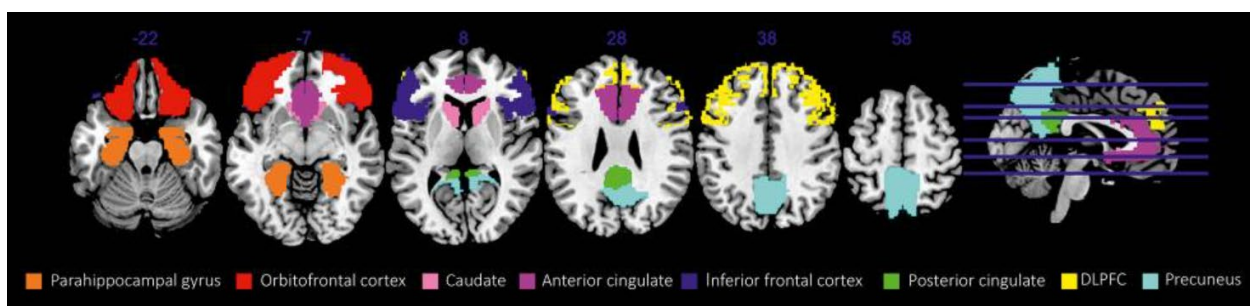 -22 -7 8 28 38 58
Parahippocampal gyrus Orbitofrontal cortex Caudate Anterior cingulate Inferior frontal cortex Posterior cingulate DLPFC Precuneus